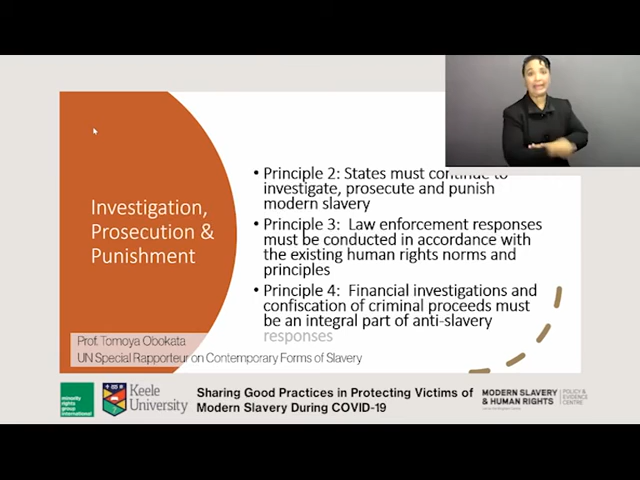 Investigation,
Prosecution &
Punishment
• Principle 2: States must continue to
investigate, prosecute and punish
modern slavery
• Principle 3: Law enforcement responses
must be conducted in accordance with
the existing human rights norms and
principles
• Principle 4: Financial investigations and
confiscation of criminal proceeds must
be an integral part of anti-slavery
responses
Prof. Tomoya Obokata
UN Special Rapporteur on Contemporary Forms of Slavery
minority
rights
group
international
Keele
University
Sharing Good Practices in Protecting Victims of
Modern Slavery During COVID-19
MODERN SLAVERY
& HUMAN RIGHTS
POLICY &
EVIDENCE
CENTRE